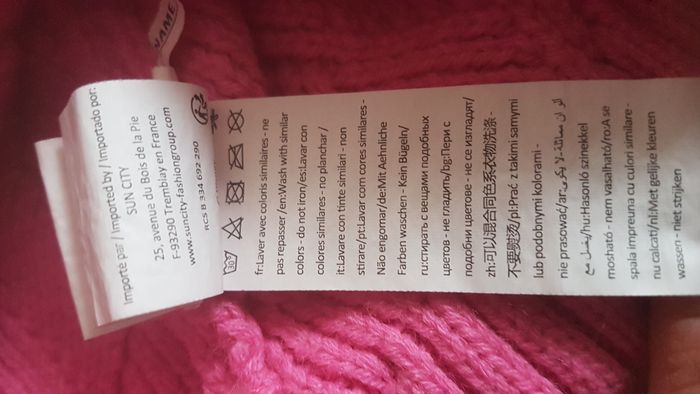 NAME
Importé par / Imported by / Importado por:
SUN CITY
25, avenue du Bois de la Pie
F-93290 Tremblay en France
www.suncity-fashiongroup.com
RCS B 334 692 290
30
fr:Laver avec coloris similaires - ne
pas repasser /en:Wash with similar
colors - do not iron/es:Lavar con
colores similares - no planchar /
it:Lavare con tinte similari - non
stirare/pt:Lavar com cores similares -
Não engomar/de:Mit Aehnliche
Farben waschen - Kein Bügeln/
ru:стирать с вещами подобных
цветов - не гладить/bg:Пери с
подобни цветове - не се изгладят/
zh:可以混合同色系衣物洗涤 -
不要熨烫/pl:Prać z takimi samymi
lub podobnymi kolorami -
nie prasować/ar:
/hu:Hasonló színekkel
mosható - nem vasalható/ro:A se
spala impreuna cu culori similare -
nu calcati/nl:Met gelijke kleuren
wassen - niet strijken